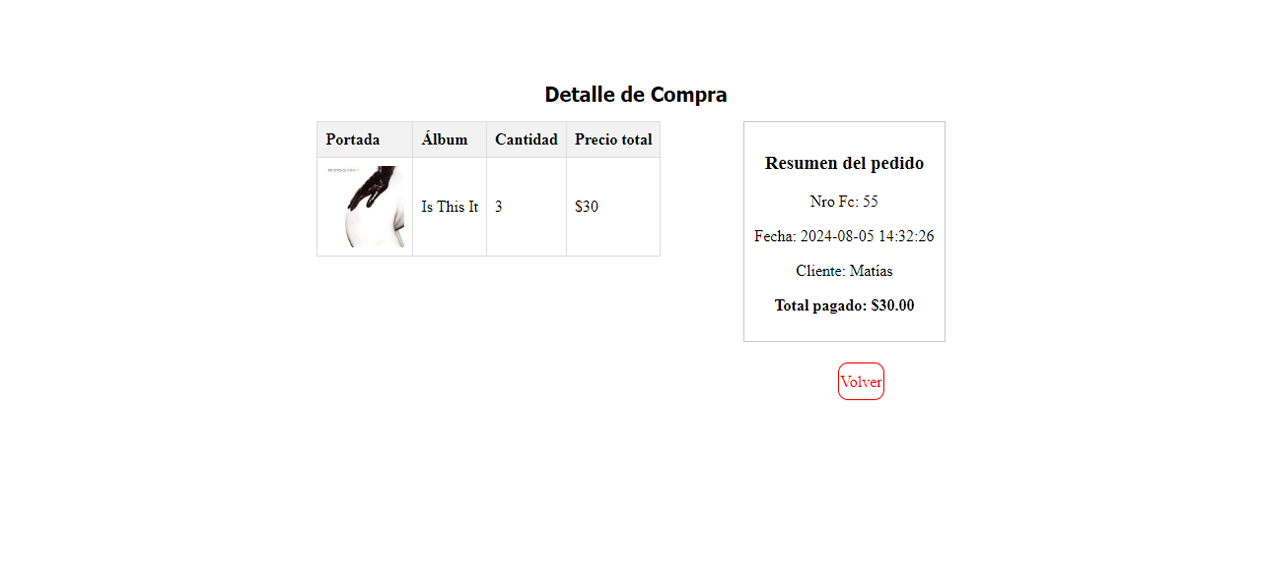 Detalle de Compra
Portada Álbum Cantidad Precio total
Is This It 3 $30
Resumen del pedido
Nro Fc: 55
Fecha: 2024-08-05 14:32:26
Cliente: Matías
Total pagado: $30.00
Volver